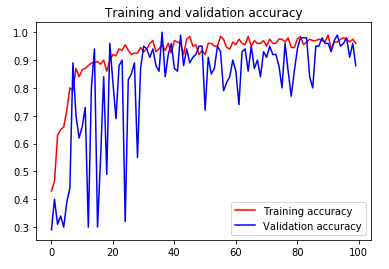 Training and validation accuracy
1.0
0.9
0.8
0.7
0.6
0.5
0.4
0.3
Training accuracy
Validation accuracy
0 20 40 60 80 100